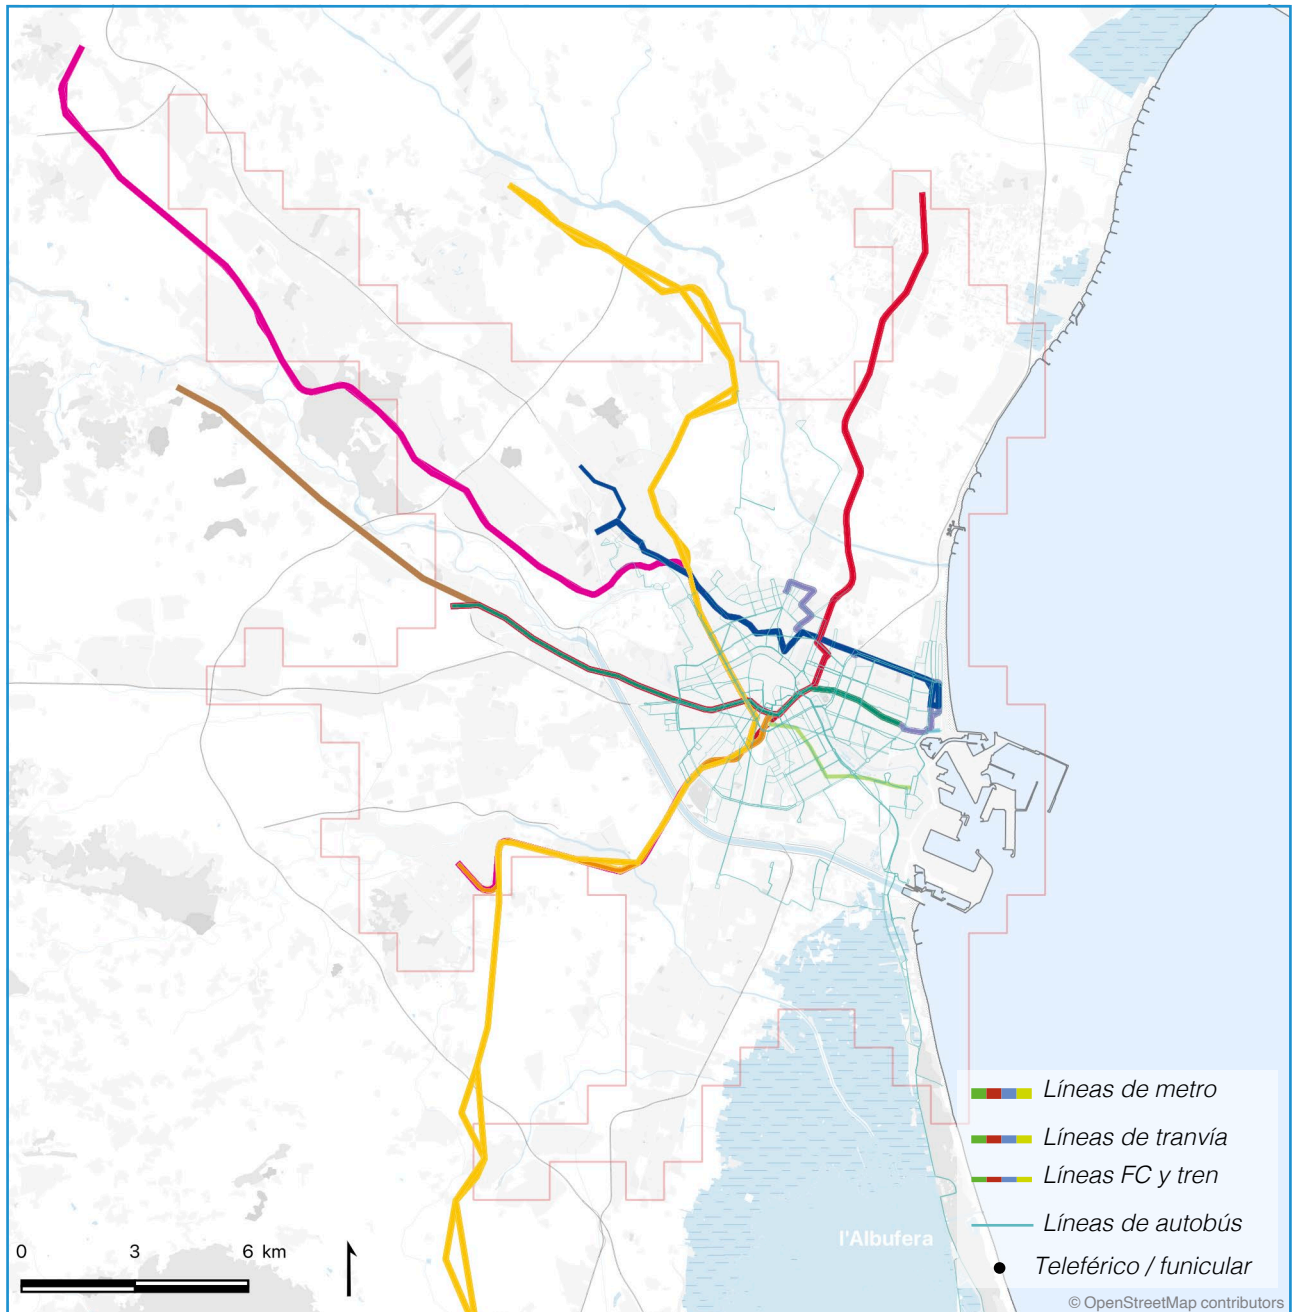 Líneas de metro
Líneas de tranvía
Líneas FC y tren
Líneas de autobús
Teleférico / funicular
l'Albufera
0 3 6 km
© OpenStreetMap contributors